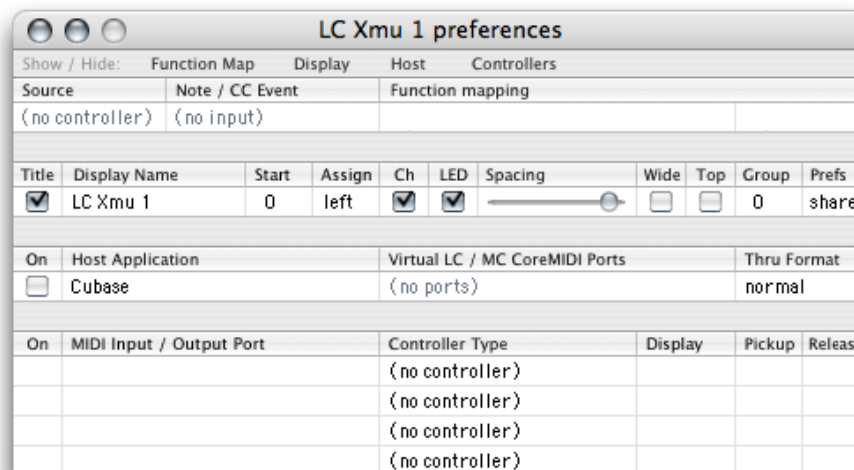 LC Xmu 1 preferences
Show / Hide: Function Map Display Host Controllers
Source Note / CC Event Function mapping
(no controller) (no input)
Title Display Name Start Assign Ch LED Spacing Wide Top Group Prefs
LC Xmu 1 0 left 0 share
On Host Application Virtual LC / MC CoreMIDI Ports Thru Format
Cubase (no ports) normal
On MIDI Input / Output Port Controller Type Display Pickup Releas
(no controller)
(no controller)
(no controller)
(no controller)